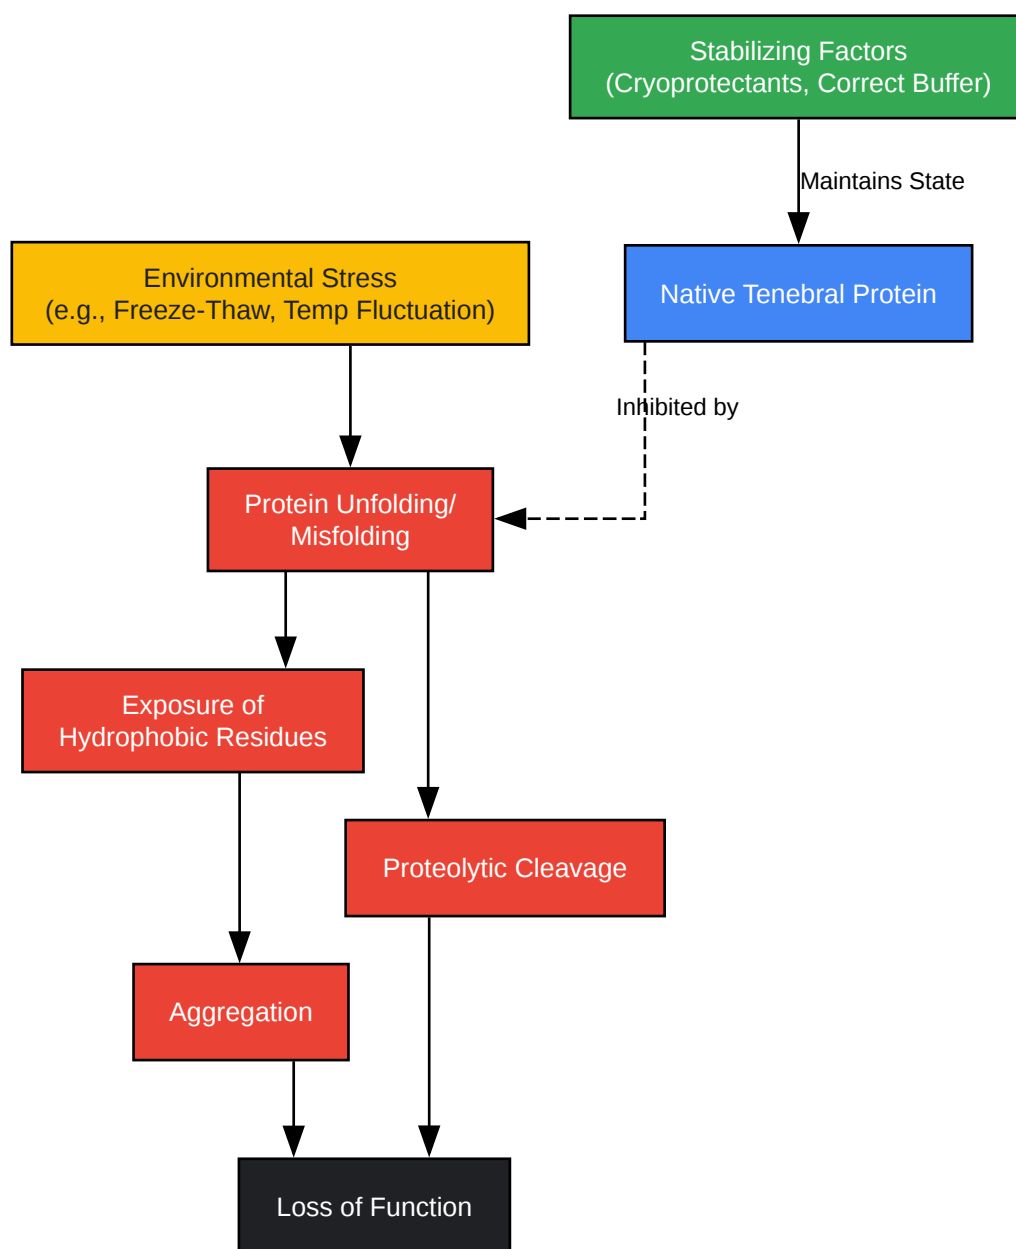 Stabilizing Factors
(Cryoprotectants, Correct Buffer)
Maintains State
Environmental Stress
(e.g., Freeze-Thaw, Temp Fluctuation)
Native Tenebral Protein
Inhibited by
Protein Unfolding/
Misfolding
Exposure of
Hydrophobic Residues
Proteolytic Cleavage
Aggregation
Loss of Function